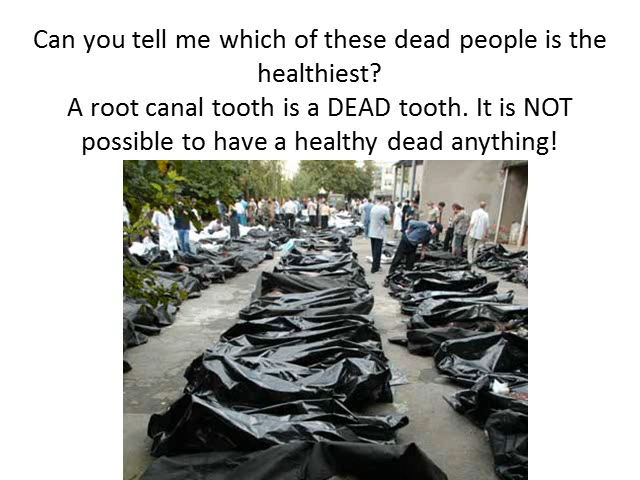 Can you tell me which of these dead people is the
healthiest?
A root canal tooth is a DEAD tooth. It is NOT
possible to have a healthy dead anything!